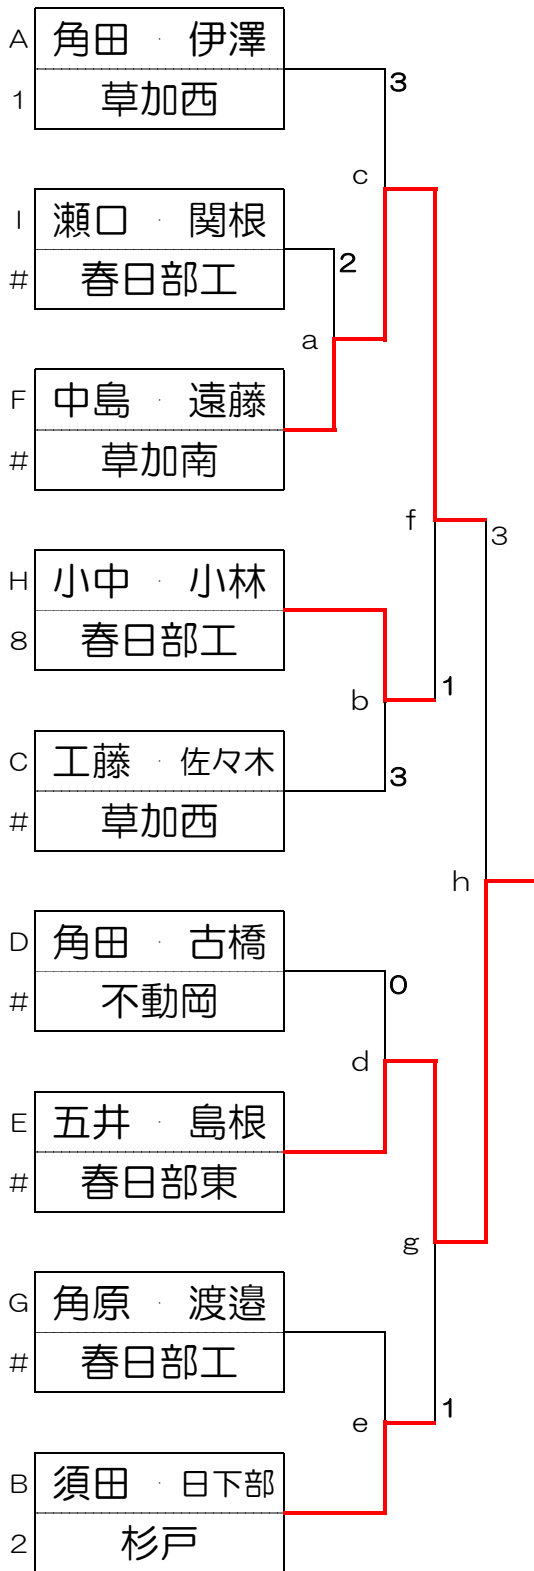 A 角田 · 伊澤
1 草加西
3
c
I 瀬口 · 関根
# 春日部工
2
a
F 中島 · 遠藤
# 草加南
f
3
H 小中 · 小林
8 春日部工
b
1
C 工藤 · 佐々木
# 草加西
3
h
D 角田 · 古橋
# 不動岡
0
d
E 五井 · 島根
# 春日部東
g
G 角原 · 渡邉
# 春日部工
e
1
B 須田 · 日下部
2 杉戸